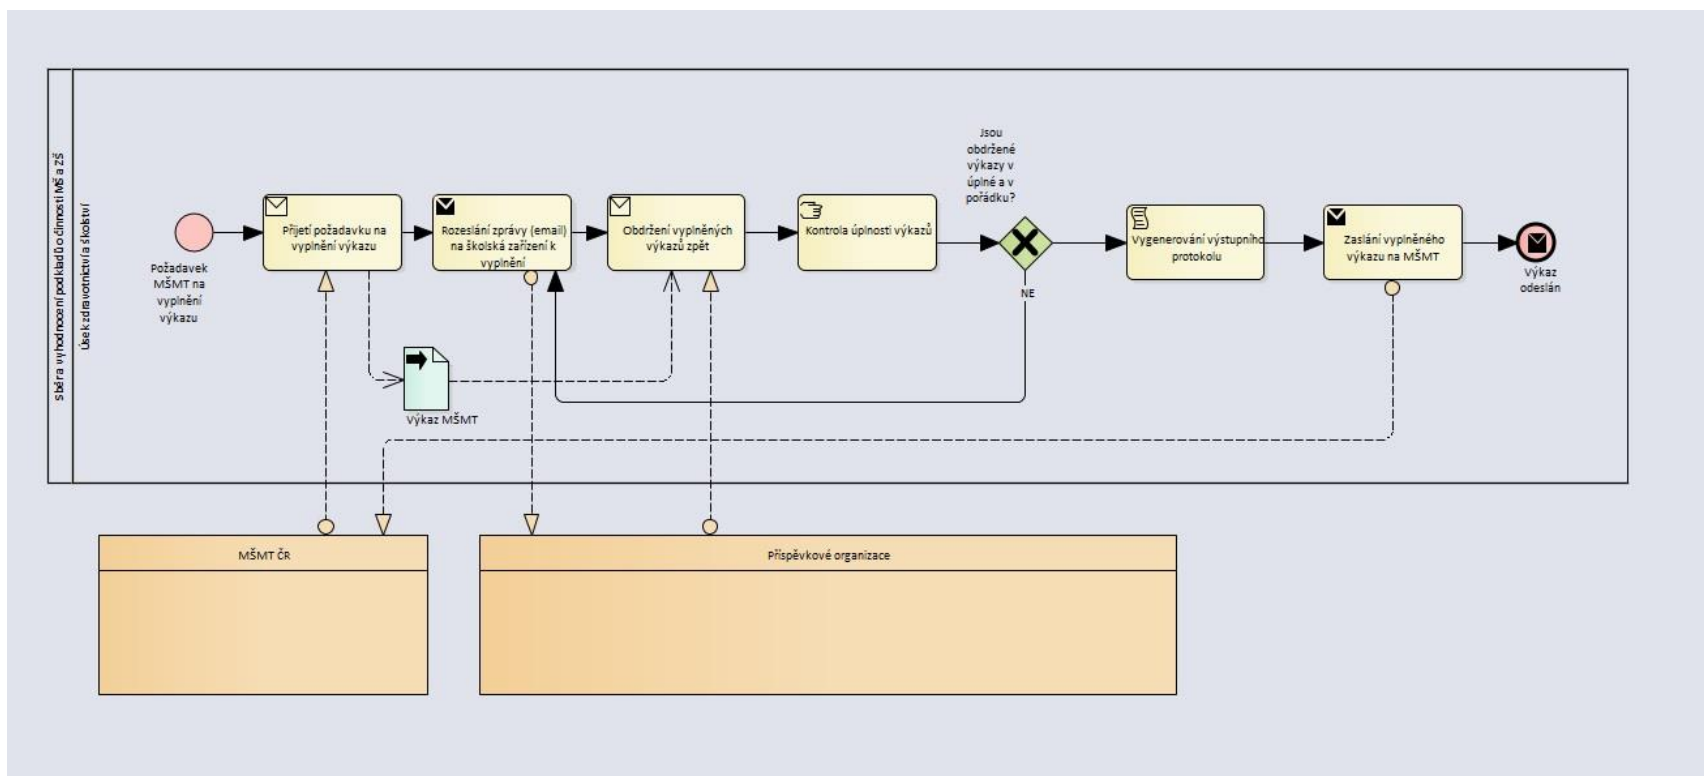 Sběr a vyhodnocení podkladů o činnosti MŠ a ZŠ
Úsek zdravotnictví a školství
Požadavek
MŠMT na
vyplnění
výkazu
Přijetí požadavku na
vyplnění výkazu
Rozeslání zprávy (email)
na školská zařízení k
vyplnění
Obdržení vyplněných
výkazů zpět
Kontrola úplnosti výkazů
Jsou
obdržené
výkazy v
úplné a v
pořádku?
NE
Vygenerování výstupního
protokolu
Zaslání vyplněného
výkazu na MŠMT
Výkaz
odeslán
Výkaz MŠMT
MŠMT ČR
Příspěvkové organizace